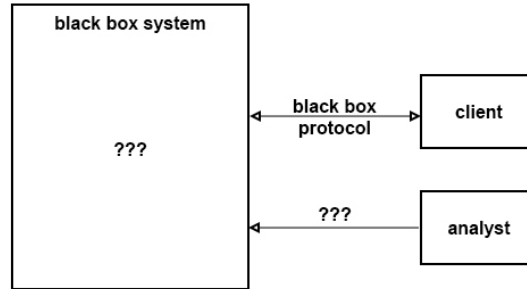 black box system
black box
protocol
client
???
???
analyst